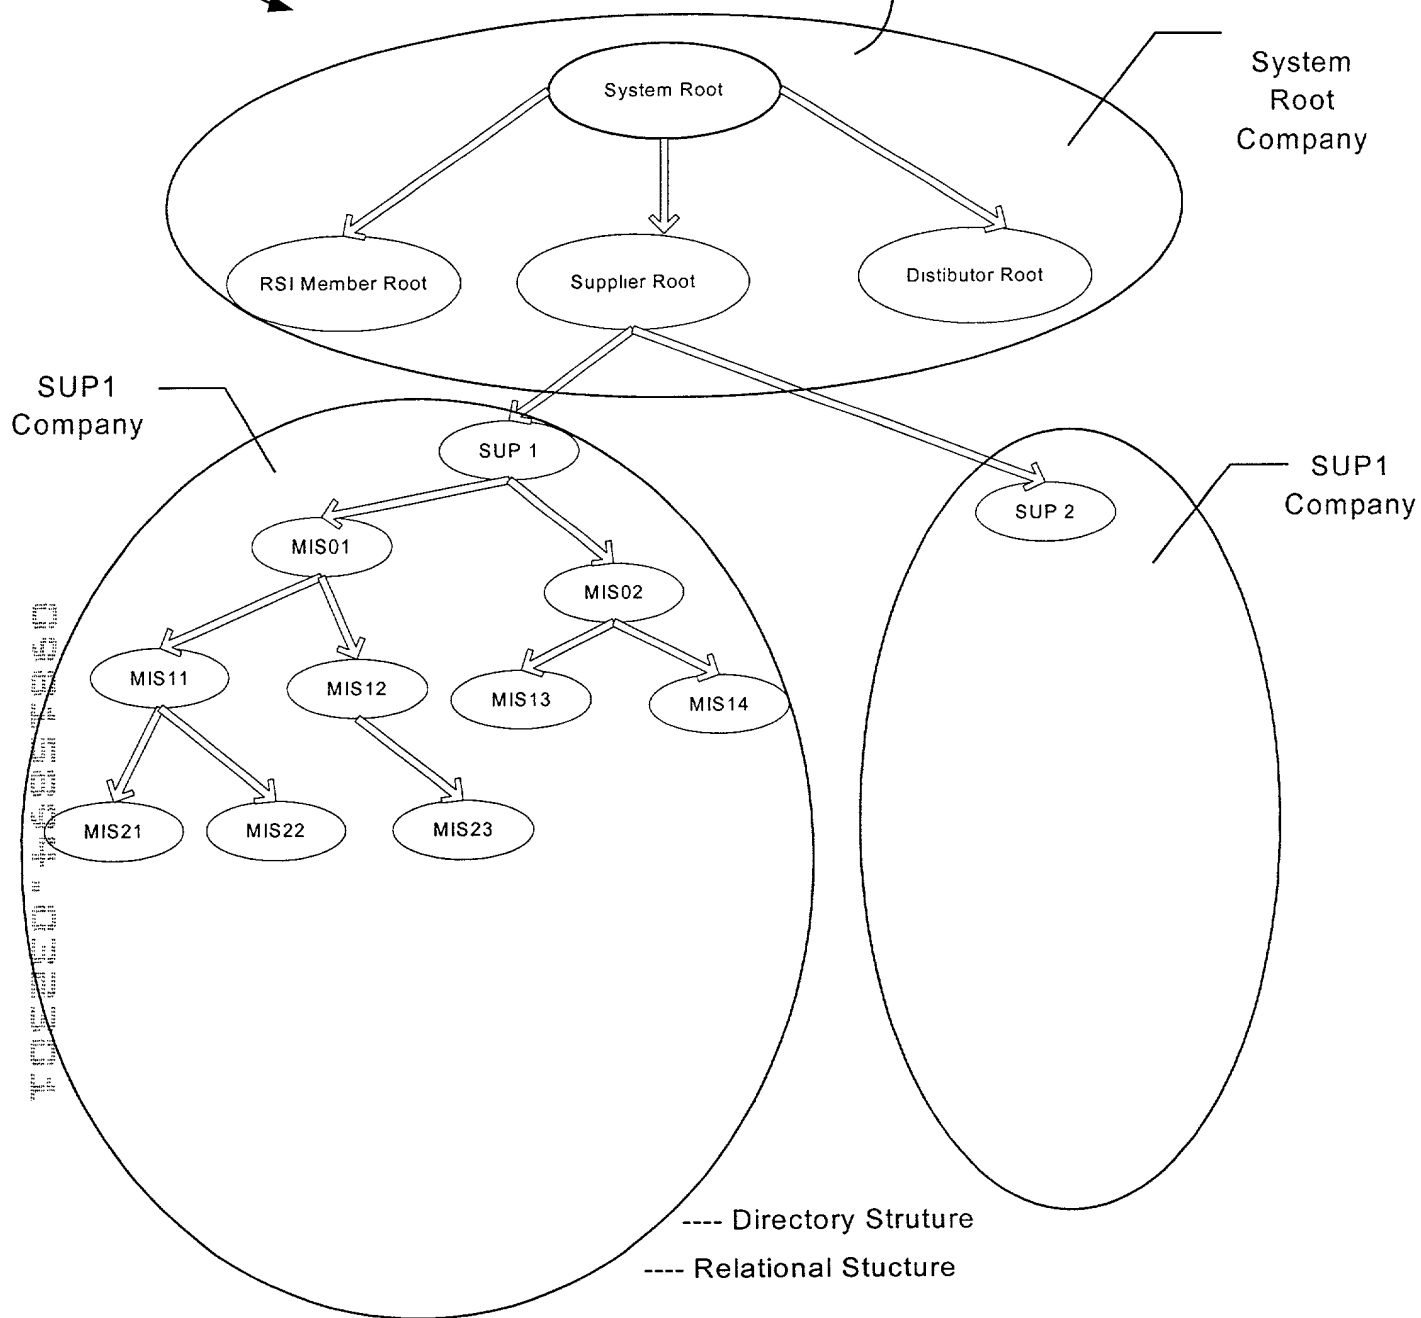 System Root
System
Root
Company
RSI Member Root
Supplier Root
Distibutor Root
SUP1
Company
SUP 1
SUP1
Company
SUP 2
MIS01
MIS02
MIS11
MIS12
MIS13
MIS14
MIS21
MIS22
MIS23
---- Directory Struture
---- Relational Stucture